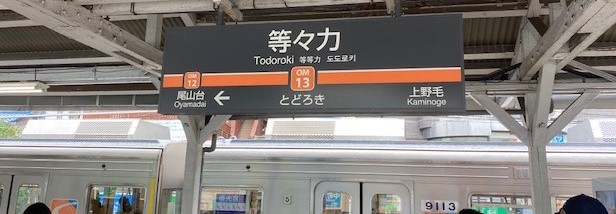 等々力
Todoroki 等等力 도도로키
OM
12
OM
13
尾山台
Oyamadai
←
とどろき
上野毛
Kaminoge
5
9113